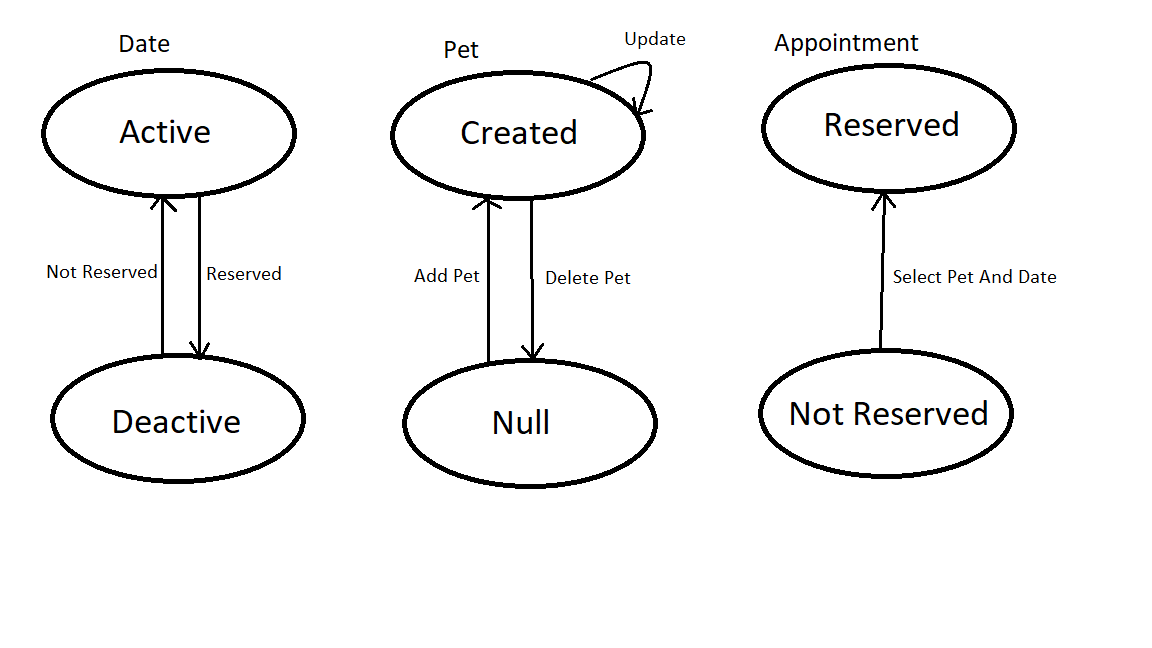 Date
Pet
Update
Appointment
Active
Created
Reserved
Not Reserved
Reserved
Add Pet
Delete Pet
Select Pet And Date
Deactive
Null
Not Reserved